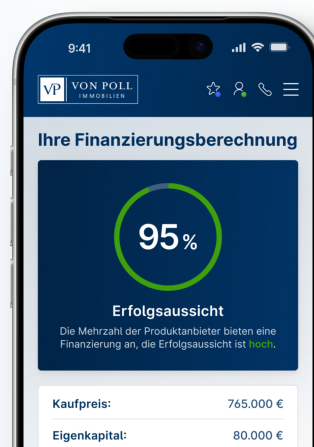 9:41
VP VON POLL
IMMOBILIEN
Ihre Finanzierungsberechnung
95%
Erfolgsaussicht
Die Mehrzahl der Produktanbieter bieten eine
Finanzierung an, die Erfolgsaussicht ist hoch.
Kaufpreis: 765.000 €
Eigenkapital: 80.000 €